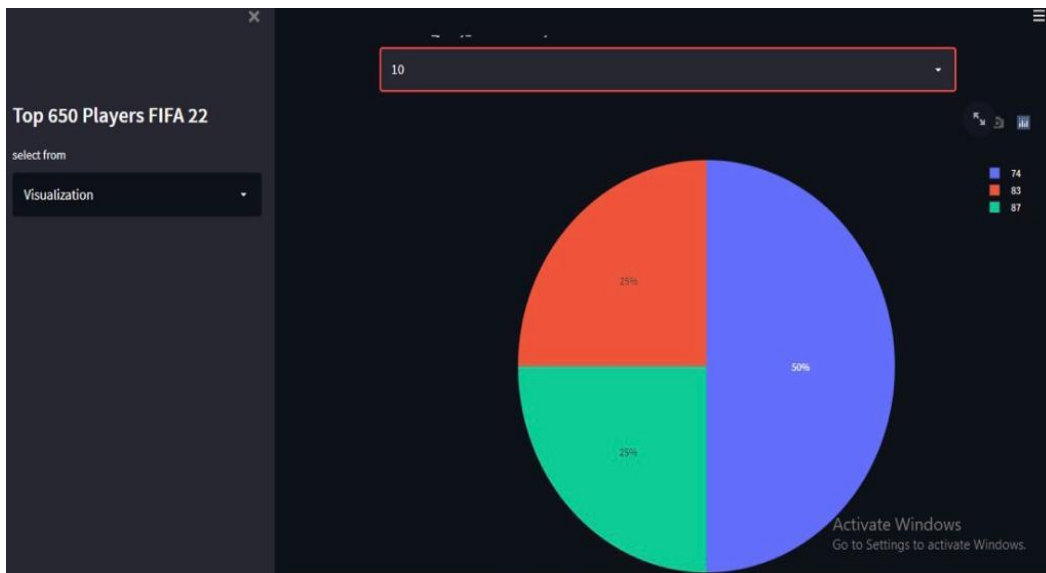 ×
10
Top 650 Players FIFA 22
select from
Visualization
74
83
87
25%
50%
25%
Activate Windows
Go to Settings to activate Windows.